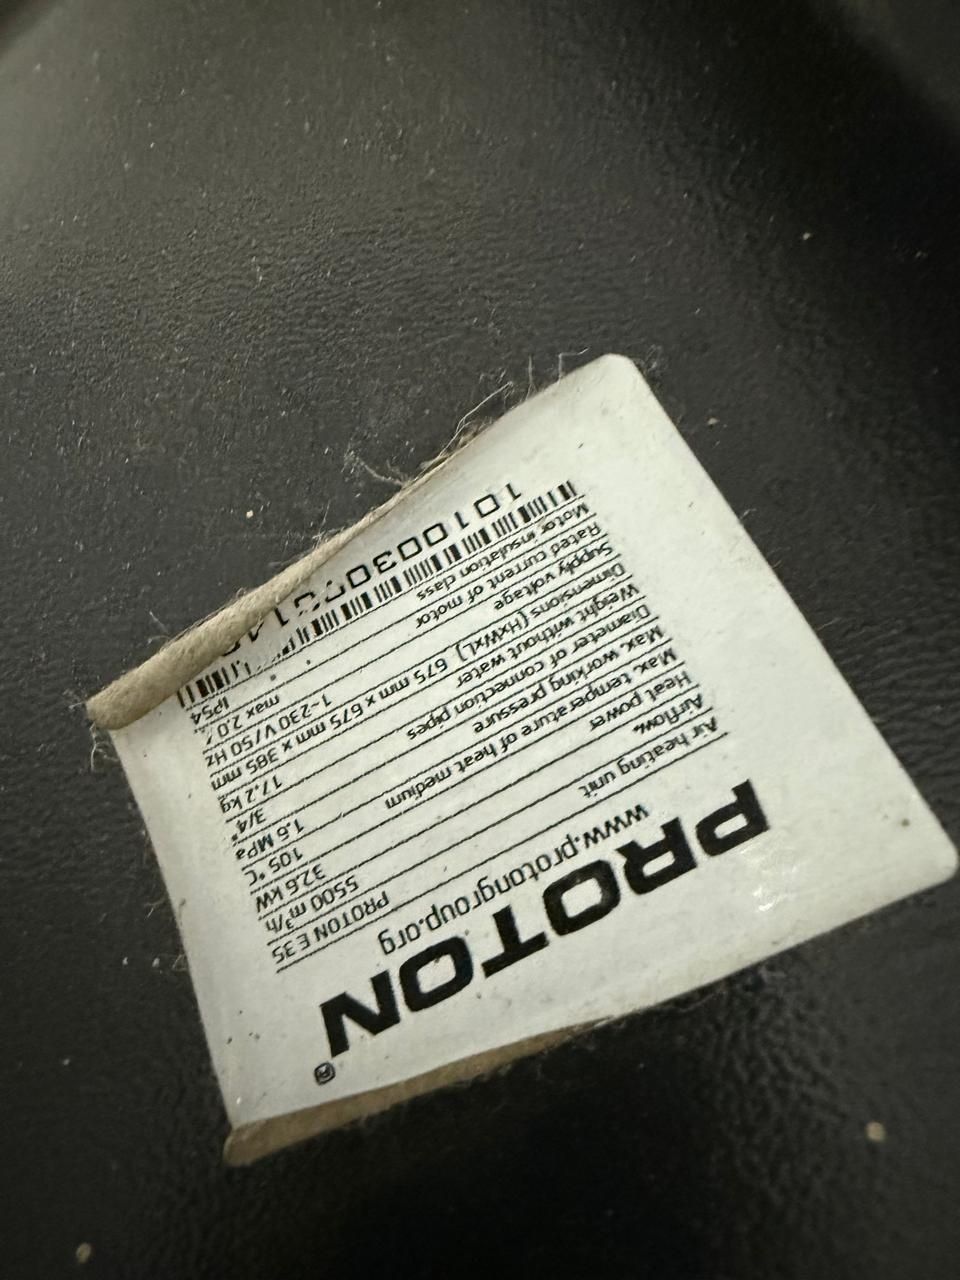 PROTON®
www.protongroup.org
Air heating unit PROTON E35
Airflow, 5500 m³/h
Heat power 32.6 kW
Max. temperature of heat medium 105 °C
Max. working pressure 1.6 MPa
Diameter of connection pipes 3/4"
Weight without water 17,2 kg
Dimensions (HxWxL) 675 mm x 675 mm x 385 mm
Supply voltage 1~230 V/50 Hz
Rated current of motor max 2.0
Motor insulation class IP54